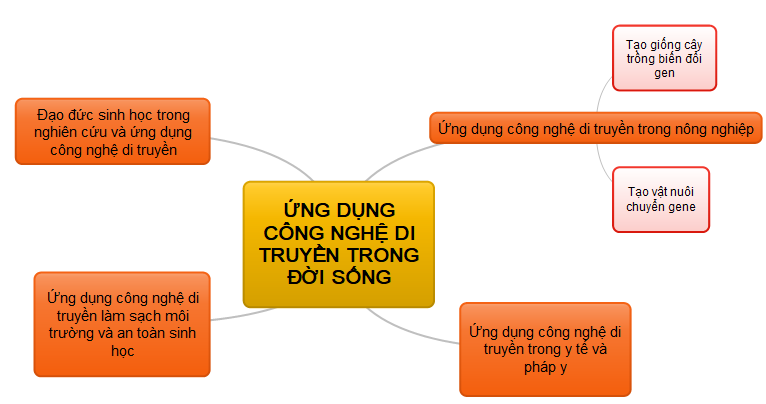 Tạo giống cây
trồng biến đổi
gen
Đạo đức sinh học trong
nghiên cứu và ứng dụng
công nghệ di truyền
Ứng dụng công nghệ di truyền trong nông nghiệp
Tạo vật nuôi
chuyển gene
ỨNG DỤNG
CÔNG NGHỆ DI
TRUYỀN TRONG
ĐỜI SỐNG
Ứng dụng công nghệ di
truyền làm sạch môi
trường và an toàn sinh
học
Ứng dụng công nghệ di
truyền trong y tế và
pháp y